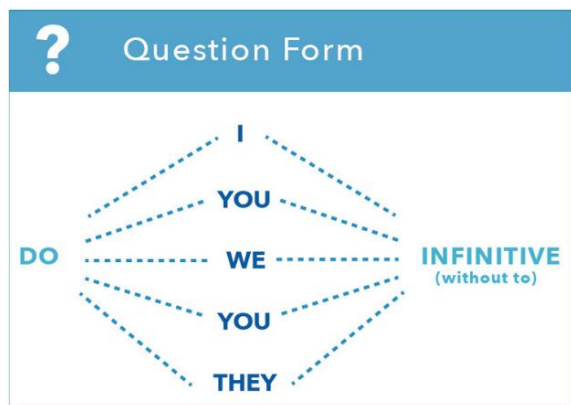 ? Question Form
I
YOU
DO WE INFINITIVE
(without to)
YOU
THEY